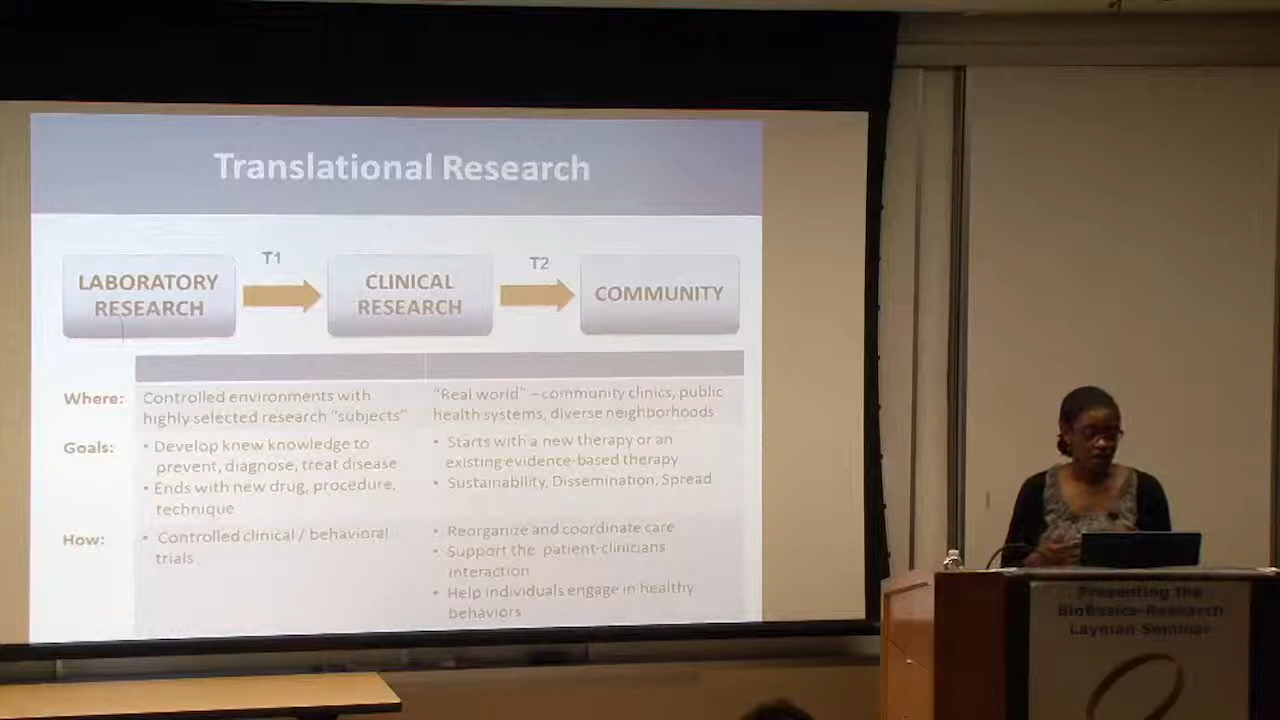 Translational Research
T1
T2
LABORATORY
RESEARCH
CLINICAL
RESEARCH
COMMUNITY
Where:
Controlled environments with
highly selected research "subjects"
"Real world" – community clinics, public
health systems, diverse neighborhoods
Goals:
• Develop knew knowledge to
prevent, diagnose, treat disease
• Ends with new drug, procedure,
technique
• Starts with a new therapy or an
existing evidence-based therapy
• Sustainability, Dissemination, Spread
How:
• Controlled clinical / behavioral
trials
• Reorganize and coordinate care
• Support the patient-clinicians
interaction
• Help individuals engage in healthy
behaviors
Presenting the
BioBasics-Research
Layman Seminar